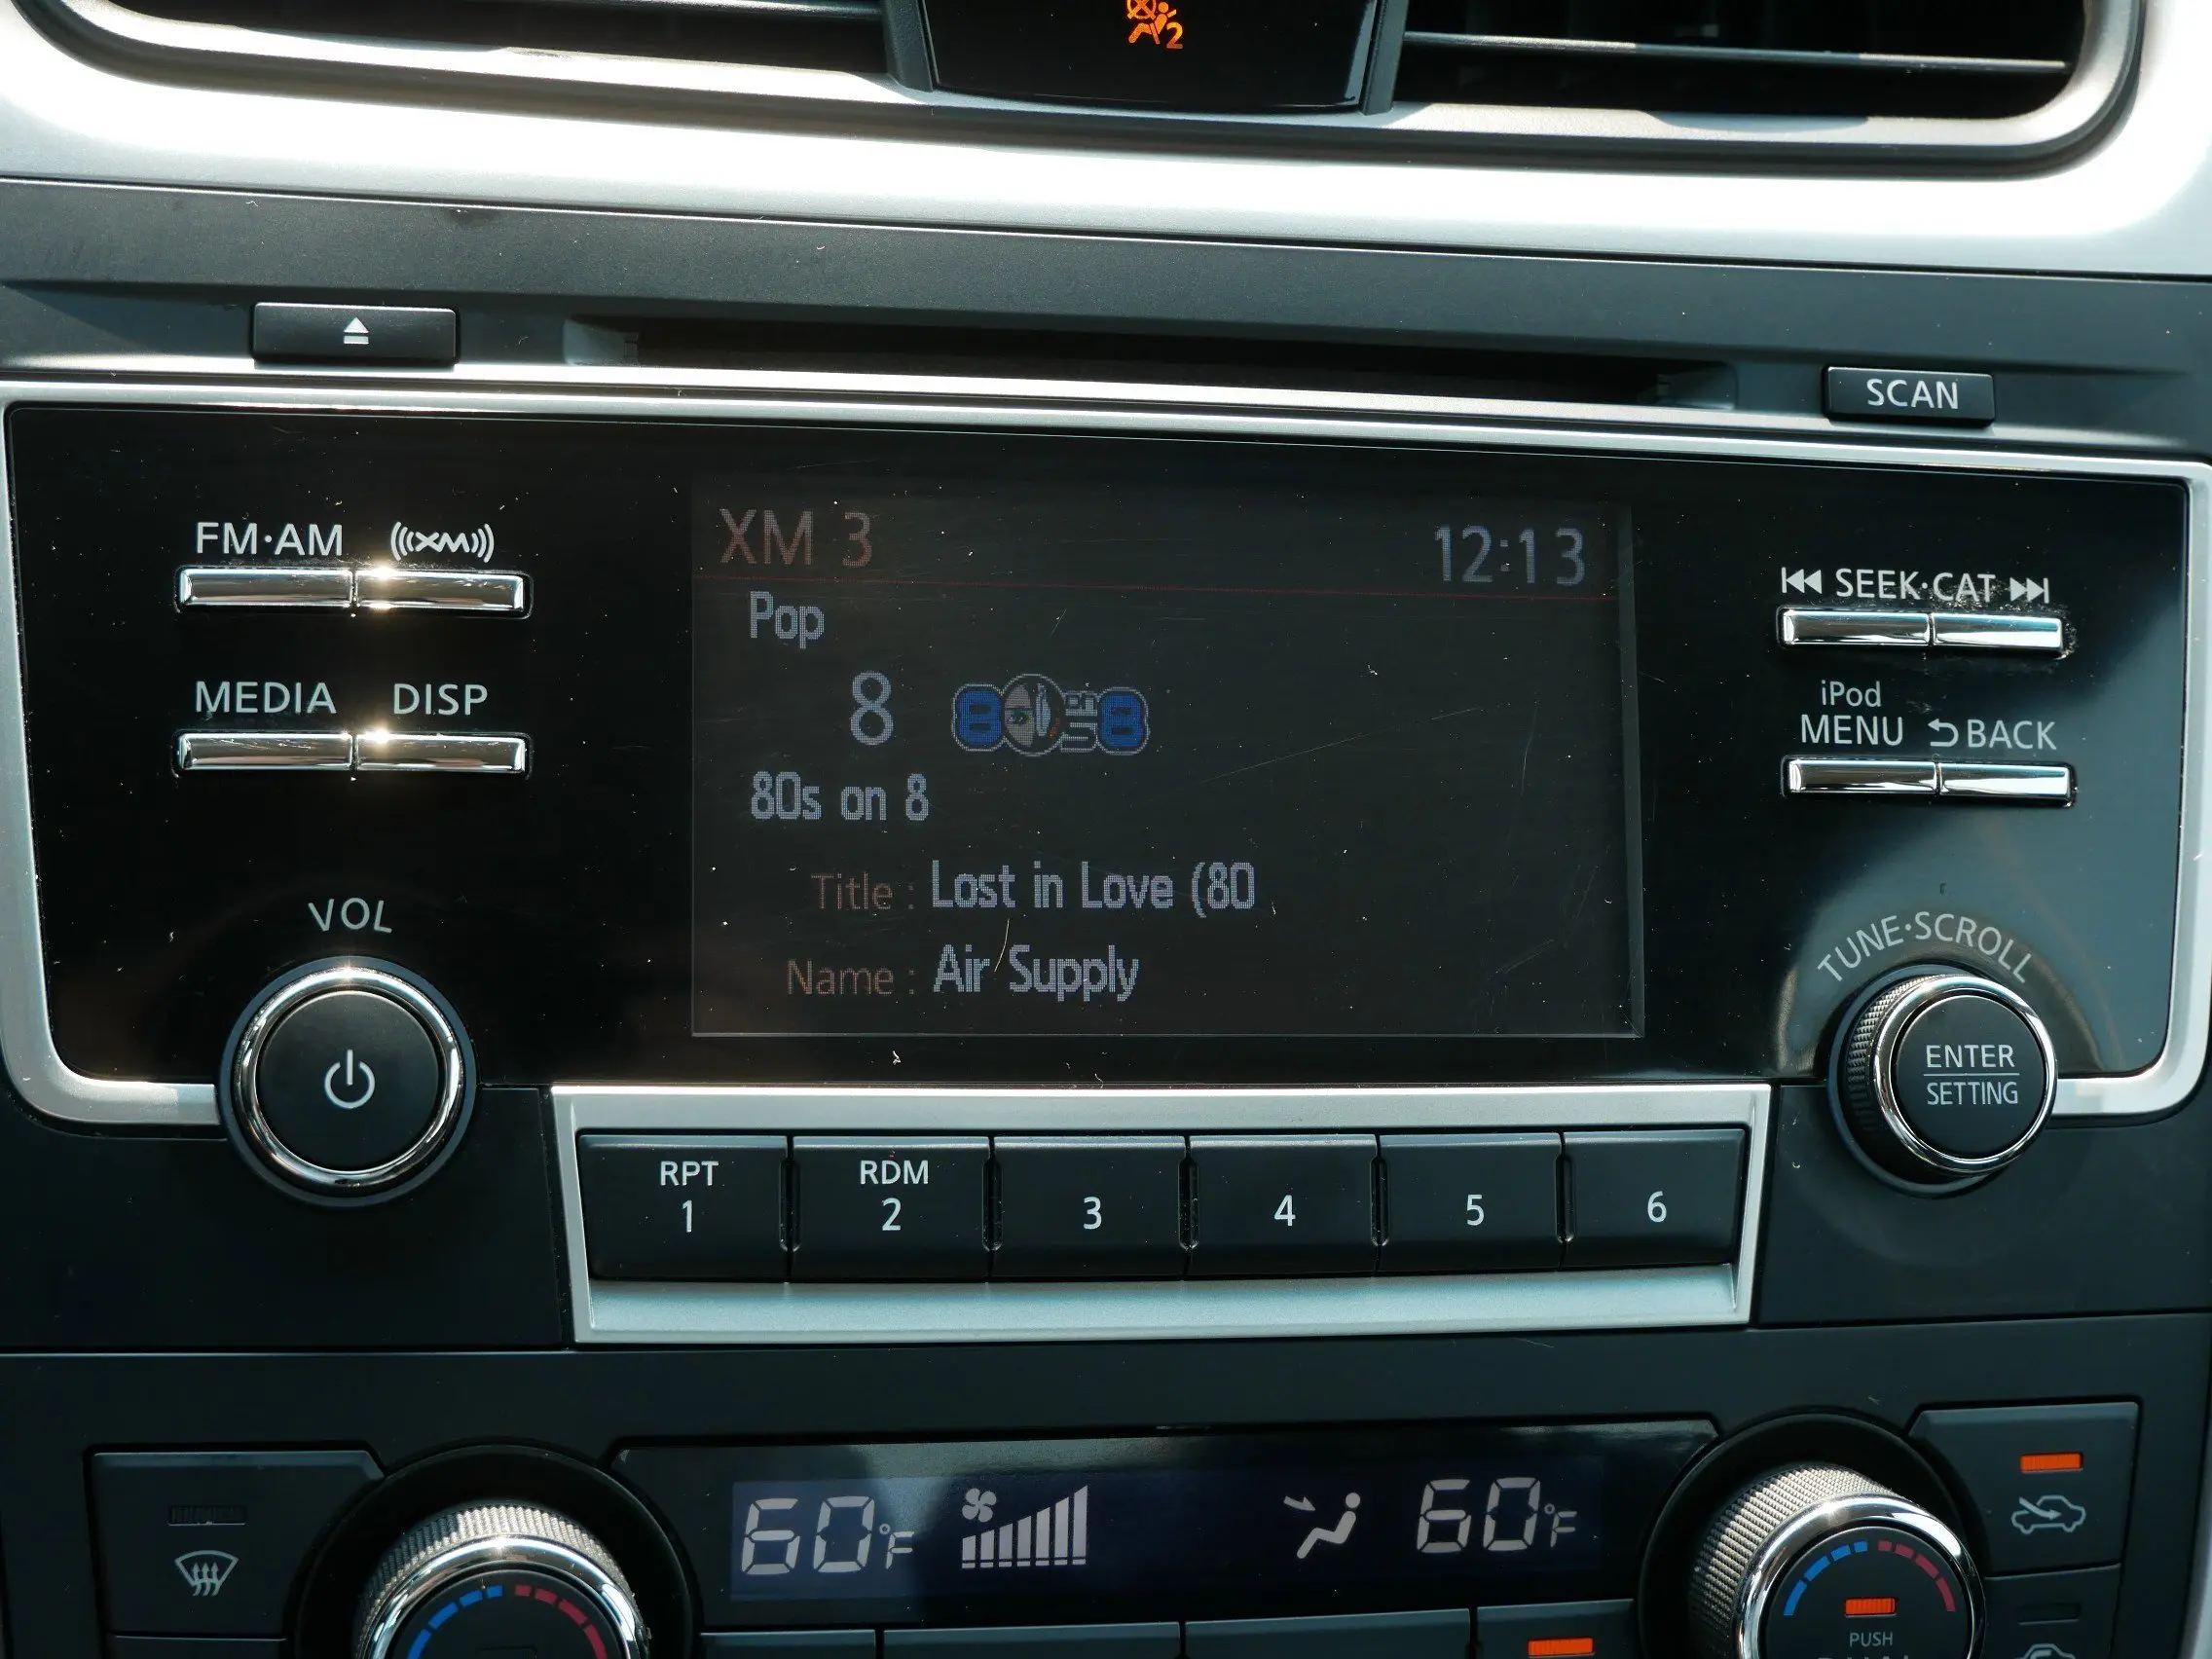 2
SCAN
FM·AM
((XM))
SEEK·CAT
MEDIA
DISP
iPod
MENU
BACK
VOL
TUNE·SCROLL
ENTER
SETTING
XM 3
12:13
Pop
8
80s on 8
Title : Lost in Love (80
Name : Air Supply
RPT
1
RDM
2
3
4
5
6
60°F
60°F
PUSH